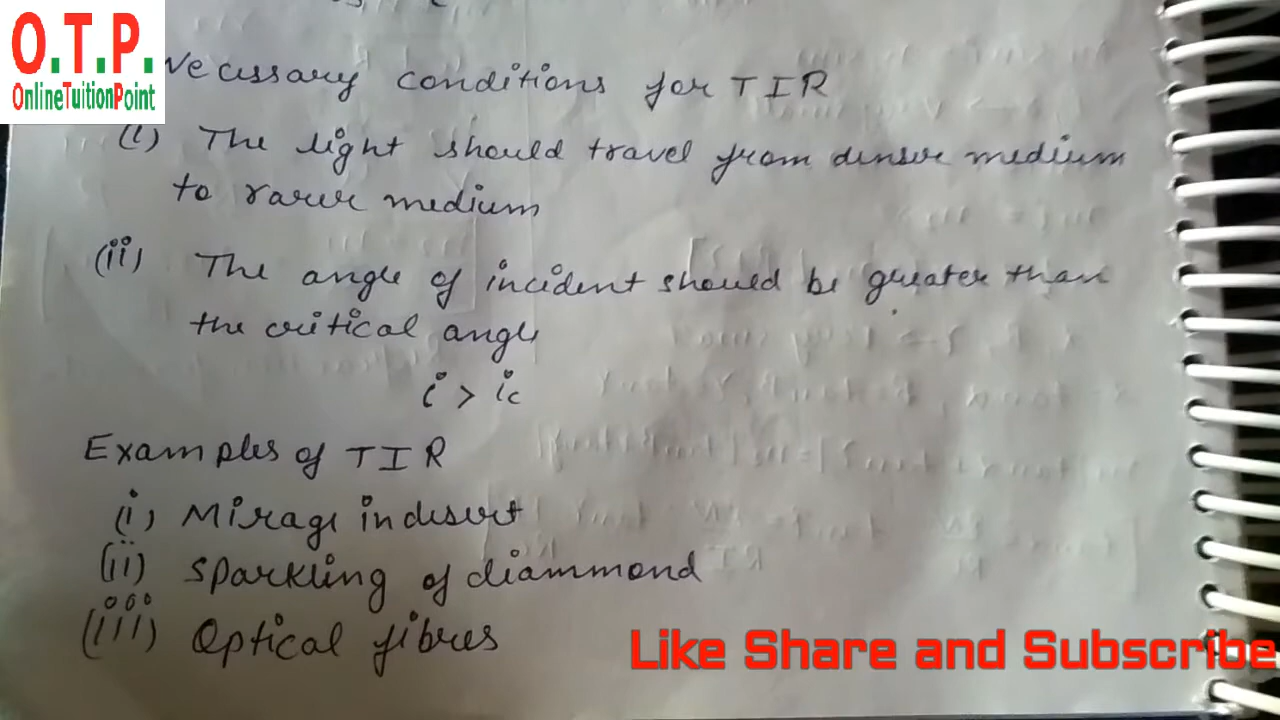 O.T.P.
OnlineTuitionPoint
Necessary conditions for TIR
(i) The light should travel from denser medium
to rarer medium
(ii) The angle of incident should be greater than
the critical angle
i > ic
Examples of TIR
(i) Mirage in desert
(ii) Sparkling of diammond
(iii) Optical fibres
Like Share and Subscribe